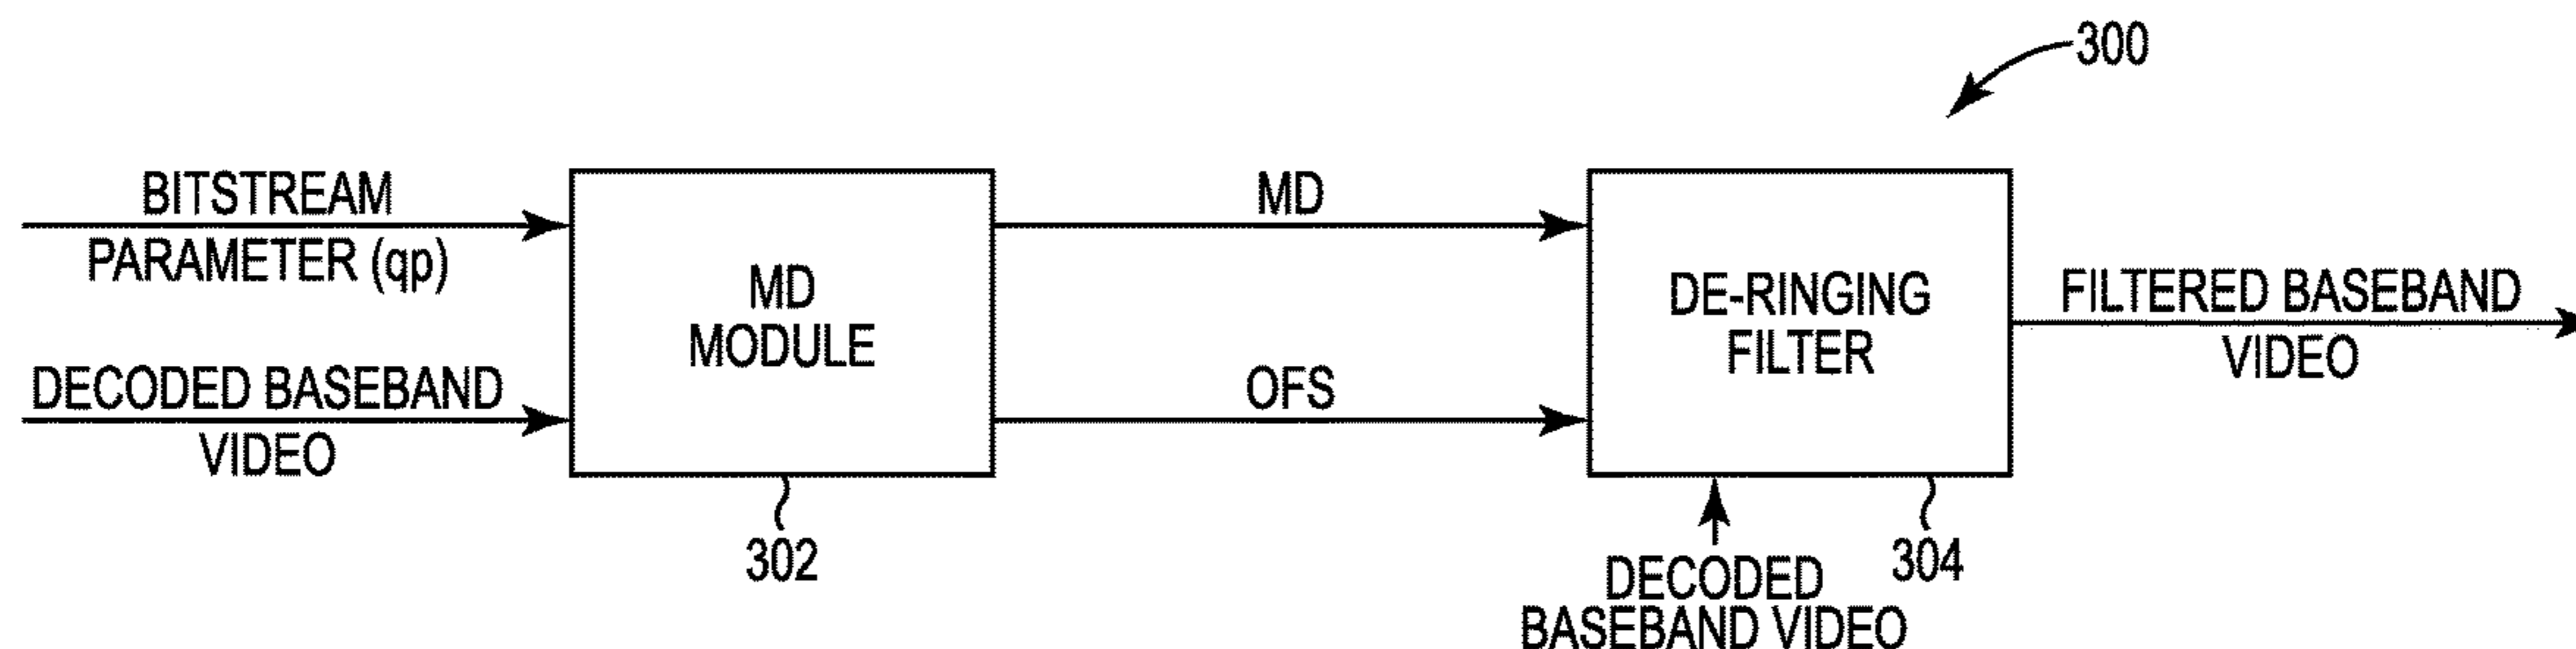 300
BITSTREAM
PARAMETER (qp)
DECODED BASEBAND
VIDEO
MD
MODULE
302
MD
OFS
DE-RINGING
FILTER
304
DECODED
BASEBAND VIDEO
FILTERED BASEBAND
VIDEO